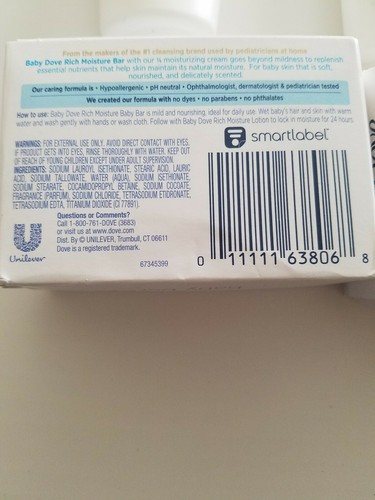 From the makers of the #1 cleansing brand used by pediatricians at home
Baby Dove Rich Moisture Bar with our ¼ moisturizing cream goes beyond mildness to replenish
essential nutrients that help skin maintain its natural moisture. For baby skin that is soft,
nourished, and delicately scented.
Our caring formula is • Hypoallergenic • pH neutral • Ophthalmologist, dermatologist & pediatrician tested
We created our formula with no dyes • no parabens • no phthalates
How to use: Baby Dove Rich Moisture Baby Bar is mild and nourishing, ideal for daily use. Wet baby's hair and skin with warm
water and wash gently with hands or wash cloth. Follow with Baby Dove Rich Moisture Lotion to lock in moisture for 24 hours.
smartlabel™
WARNINGS: FOR EXTERNAL USE ONLY. AVOID DIRECT CONTACT WITH EYES.
IF PRODUCT GETS INTO EYES, RINSE THOROUGHLY WITH WATER. KEEP OUT
OF REACH OF YOUNG CHILDREN EXCEPT UNDER ADULT SUPERVISION.
INGREDIENTS: SODIUM LAUROYL ISETHIONATE, STEARIC ACID, LAURIC
ACID, SODIUM TALLOWATE, WATER (AQUA), SODIUM ISETHIONATE,
SODIUM STEARATE, COCAMIDOPROPYL BETAINE, SODIUM COCOATE,
FRAGRANCE (PARFUM), SODIUM CHLORIDE, TETRASODIUM ETIDRONATE,
TETRASODIUM EDTA, TITANIUM DIOXIDE (CI 77891).
Questions or Comments?
Call 1-800-761-DOVE (3683)
or visit us at www.dove.com
Dist. By © UNILEVER, Trumbull, CT 06611
Dove is a registered trademark.
Unilever
67345399
0 11111 63806 8